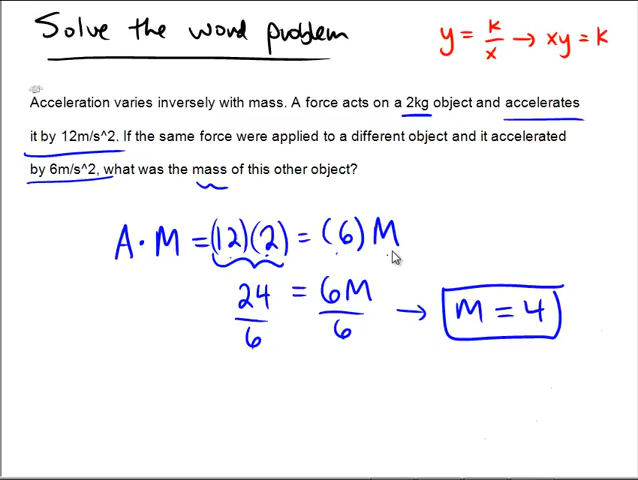 Solve the word problem
y = k/x → xy = k
Acceleration varies inversely with mass. A force acts on a 2kg object and accelerates
it by 12m/s^2. If the same force were applied to a different object and it accelerated
by 6m/s^2, what was the mass of this other object?
A · M = (12)(2) = (6) M
24/6 = 6M/6 → M = 4